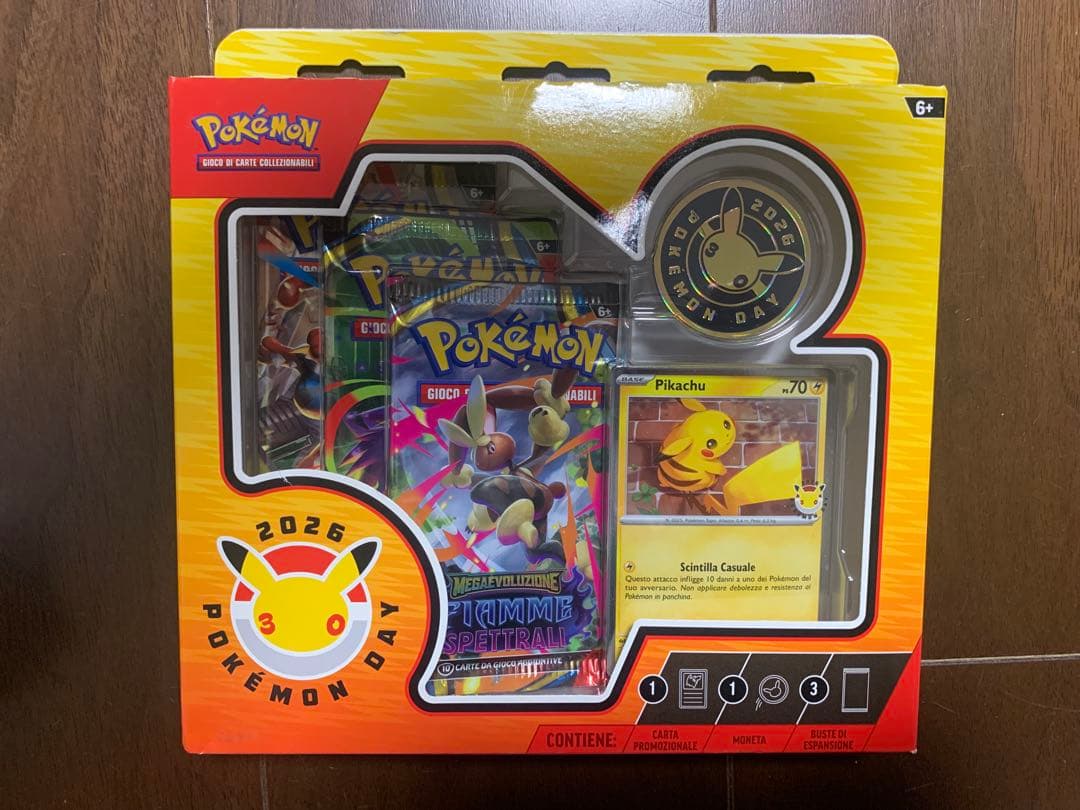 6+
POKÉMON
GIOCO DI CARTE COLLEZIONABILI
6+
6+
6+
POKÉMON
2026
POKÉMON DAY
BASE
Pikachu
PS70
Scintilla Casuale
Questo attacco infligge 10 danni a uno dei Pokémon del
tuo avversario. Non applicare debolezza e resistenza ai
Pokémon in panchina.
MEGAEVOLUZIONE
FIAMME
SPETTRALI
10 CARTE DA GIOCO ADDIZIONALI
2026
30
POKÉMON DAY
1
1
3
CONTIENE:
CARTA
PROMOZIONALE
MONETA
BUSTE DI
ESPANSIONE